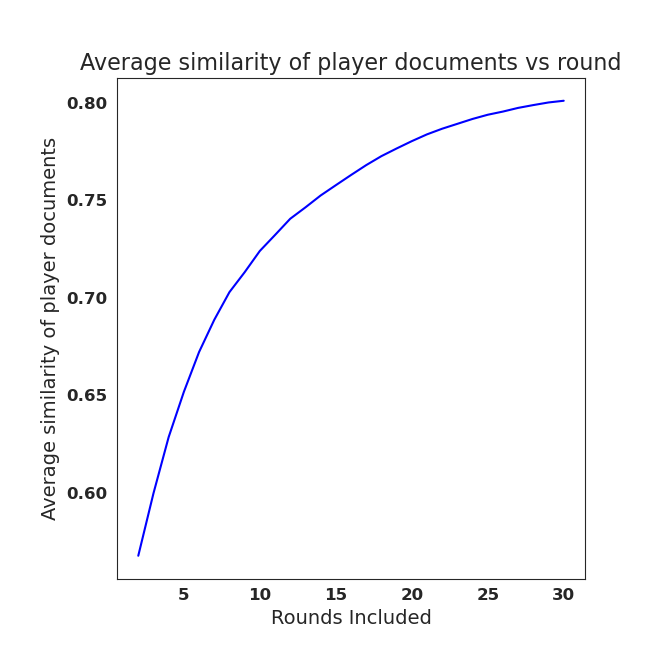 Average similarity of player documents vs round
Average similarity of player documents
0.80
0.75
0.70
0.65
0.60
5 10 15 20 25 30
Rounds Included